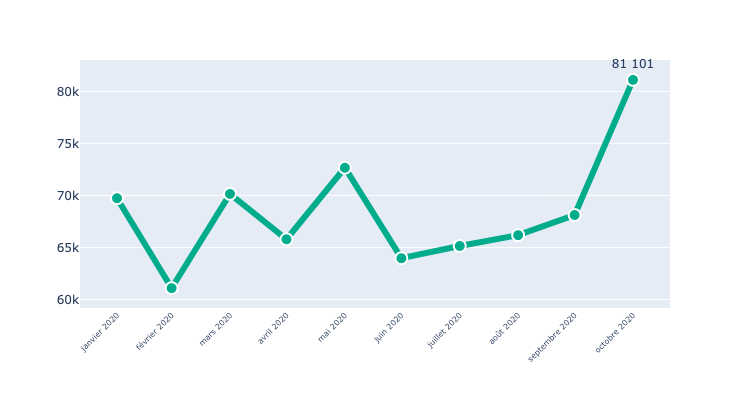 81 101
80k
75k
70k
65k
60k
janvier 2020
février 2020
mars 2020
avril 2020
mai 2020
juin 2020
juillet 2020
août 2020
septembre 2020
octobre 2020